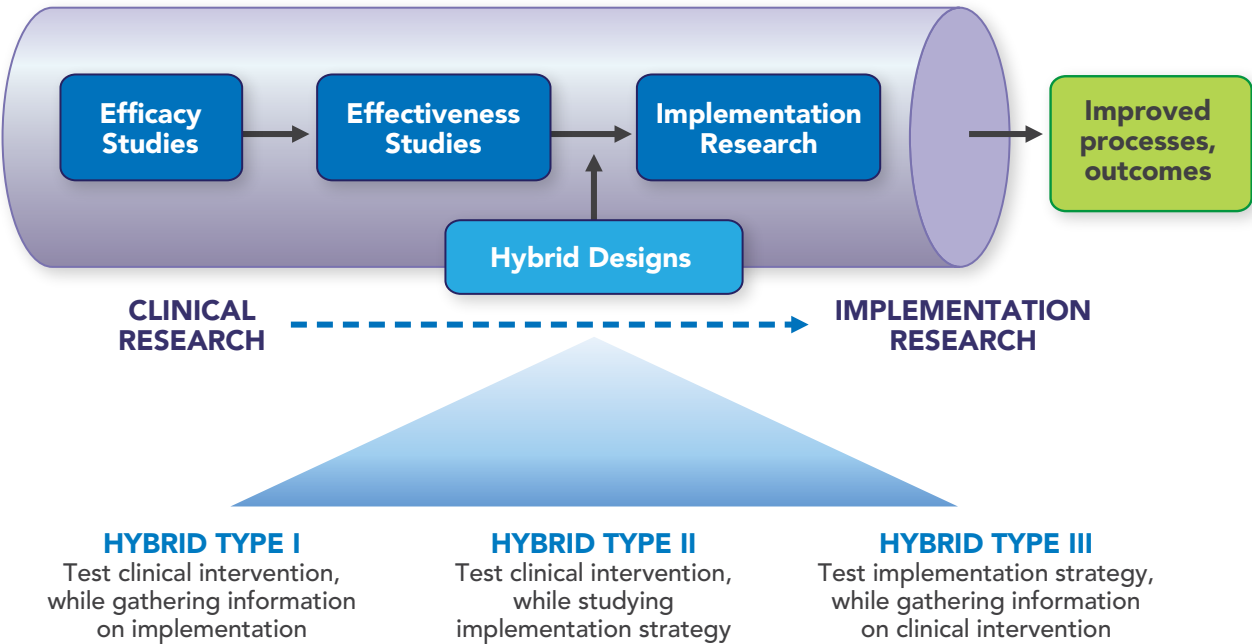 Efficacy
Studies
Effectiveness
Studies
Implementation
Research
Improved
processes,
outcomes
Hybrid Designs
CLINICAL
RESEARCH
IMPLEMENTATION
RESEARCH
HYBRID TYPE I
Test clinical intervention,
while gathering information
on implementation
HYBRID TYPE II
Test clinical intervention,
while studying
implementation strategy
HYBRID TYPE III
Test implementation strategy,
while gathering information
on clinical intervention